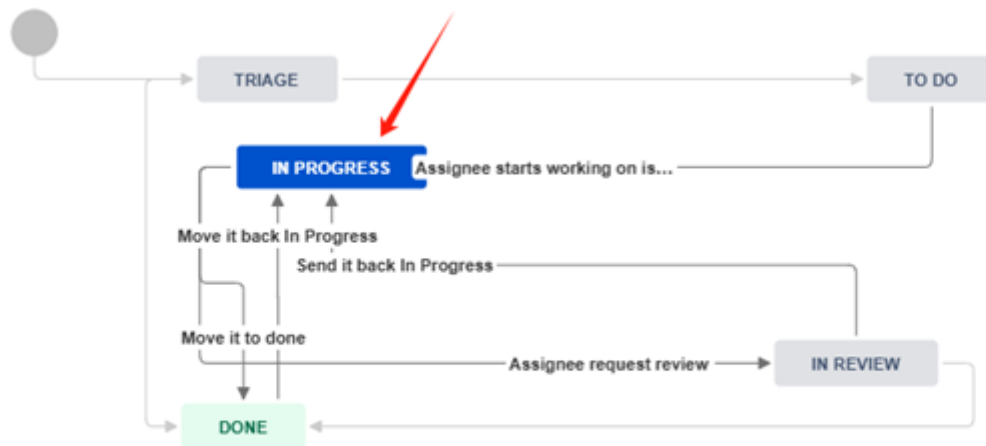 TRIAGE
TO DO
IN PROGRESS
Assignee starts working on is...
Move it back In Progress
Send it back In Progress
Move it to done
Assignee request review
IN REVIEW
DONE